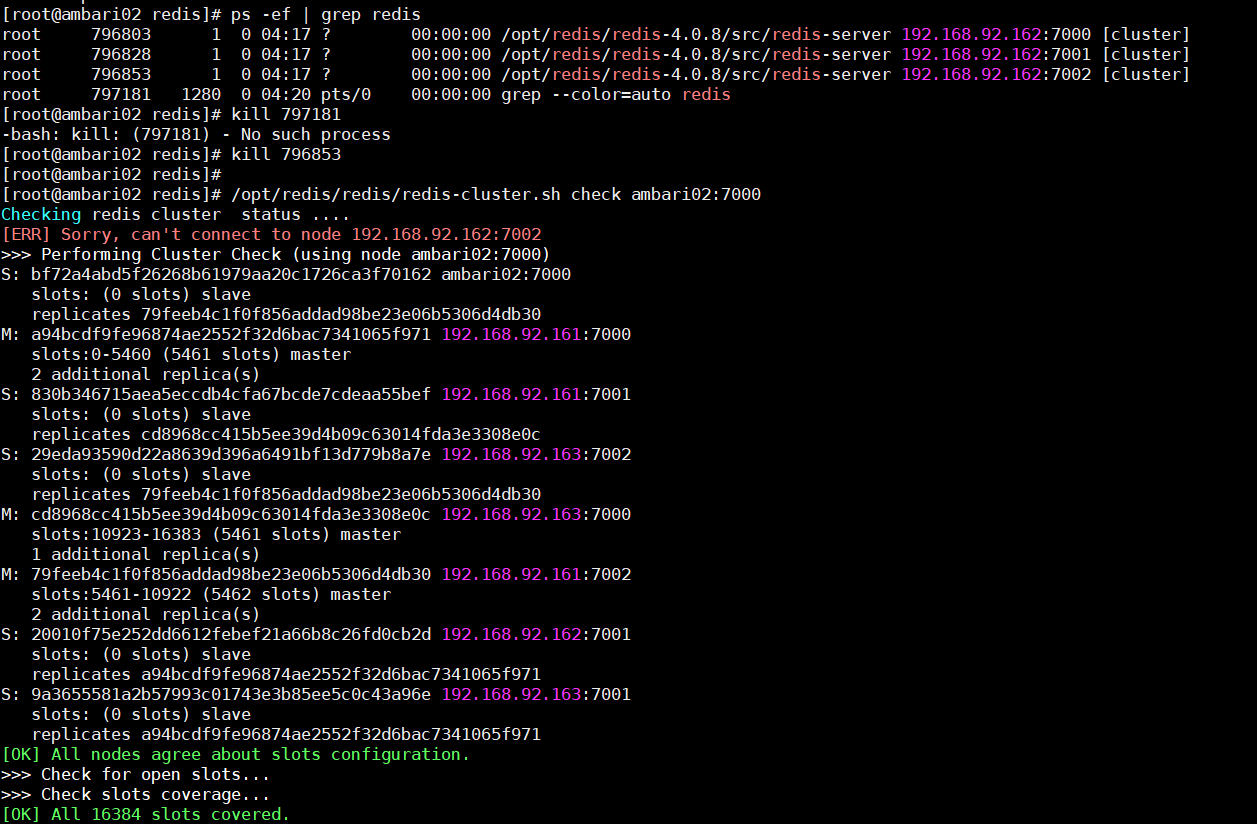 [root@ambari02 redis]# ps -ef | grep redis
root     796803      1  0 04:17 ?        00:00:00 /opt/redis/redis-4.0.8/src/redis-server 192.168.92.162:7000 [cluster]
root     796828      1  0 04:17 ?        00:00:00 /opt/redis/redis-4.0.8/src/redis-server 192.168.92.162:7001 [cluster]
root     796853      1  0 04:17 ?        00:00:00 /opt/redis/redis-4.0.8/src/redis-server 192.168.92.162:7002 [cluster]
root     797181   1280  0 04:20 pts/0    00:00:00 grep --color=auto redis
[root@ambari02 redis]# kill 797181
-bash: kill: (797181) - No such process
[root@ambari02 redis]# kill 796853
[root@ambari02 redis]#
[root@ambari02 redis]# /opt/redis/redis/redis-cluster.sh check ambari02:7000
Checking redis cluster  status ....
[ERR] Sorry, can't connect to node 192.168.92.162:7002
>>> Performing Cluster Check (using node ambari02:7000)
S: bf72a4abd5f26268b61979aa20c1726ca3f70162 ambari02:7000
   slots: (0 slots) slave
   replicates 79feeb4c1f0f856addad98be23e06b5306d4db30
M: a94bcdf9fe96874ae2552f32d6bac7341065f971 192.168.92.161:7000
   slots:0-5460 (5461 slots) master
   2 additional replica(s)
S: 830b346715aea5eccdb4cfa67bcde7cdeaa55bef 192.168.92.161:7001
   slots: (0 slots) slave
   replicates cd8968cc415b5ee39d4b09c63014fda3e3308e0c
S: 29eda93590d22a8639d396a6491bf13d779b8a7e 192.168.92.163:7002
   slots: (0 slots) slave
   replicates 79feeb4c1f0f856addad98be23e06b5306d4db30
M: cd8968cc415b5ee39d4b09c63014fda3e3308e0c 192.168.92.163:7000
   slots:10923-16383 (5461 slots) master
   1 additional replica(s)
M: 79feeb4c1f0f856addad98be23e06b5306d4db30 192.168.92.161:7002
   slots:5461-10922 (5462 slots) master
   2 additional replica(s)
S: 20010f75e252dd6612febef21a66b8c26fd0cb2d 192.168.92.162:7001
   slots: (0 slots) slave
   replicates a94bcdf9fe96874ae2552f32d6bac7341065f971
S: 9a3655581a2b57993c01743e3b85ee5c0c43a96e 192.168.92.163:7001
   slots: (0 slots) slave
   replicates a94bcdf9fe96874ae2552f32d6bac7341065f971
[OK] All nodes agree about slots configuration.
>>> Check for open slots...
>>> Check slots coverage...
[OK] All 16384 slots covered.